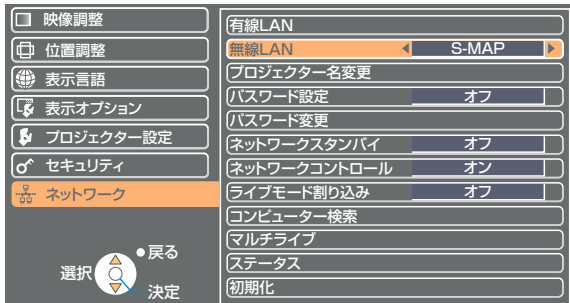 映像調整
位置調整
表示言語
表示オプション
プロジェクター設定
セキュリティ
ネットワーク
戻る
選択
決定
有線LAN
無線LAN S-MAP
プロジェクター名変更
パスワード設定 オフ
パスワード変更
ネットワークスタンバイ オフ
ネットワークコントロール オン
ライブモード割り込み オフ
コンピューター検索
マルチライブ
ステータス
初期化